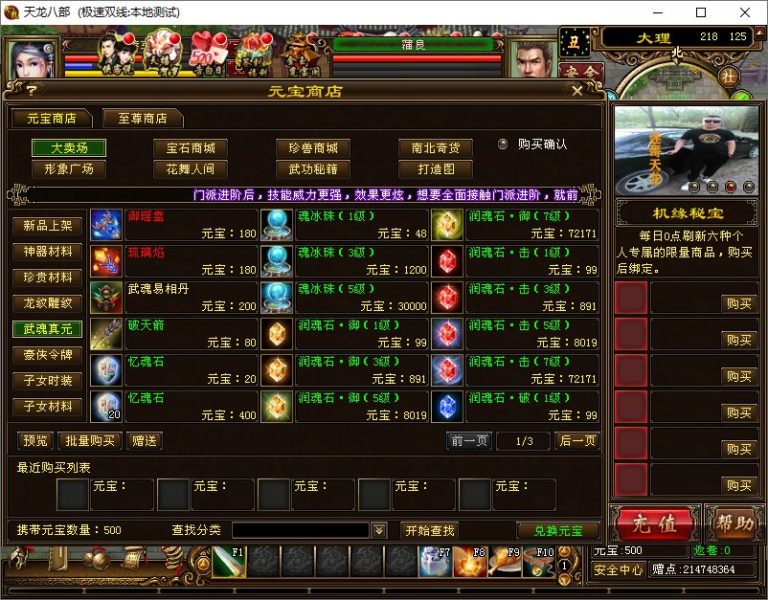 天龙八部 (极速双线:本地测试)
蒲良
丑
大理 218 125
北
安全
社
?
元宝商店
元宝商店 至尊商店
大卖场 宝石商城 珍兽商城 南北奇货 购买确认
形象广场 花舞人间 武功秘籍 打造图
门派进阶后，技能威力更强，效果更炫，想要全面接触门派进阶，就前
新品上架
神器材料
珍贵材料
龙纹雕纹
武魂真元
豪侠令牌
子女时装
子女材料
御瑶盘 元宝：180
魂冰珠（1级） 元宝：48
润魂石·御（7级） 元宝：72171
琉璃焰 元宝：180
魂冰珠（3级） 元宝：1200
润魂石·击（1级） 元宝：99
武魂易相丹 元宝：200
魂冰珠（5级） 元宝：30000
润魂石·击（3级） 元宝：891
破天箭 元宝：80
润魂石·御（1级） 元宝：99
润魂石·击（5级） 元宝：8019
忆魂石 元宝：20
润魂石·御（3级） 元宝：891
润魂石·击（7级） 元宝：72171
忆魂石 20 元宝：400
润魂石·御（5级） 元宝：8019
润魂石·破（1级） 元宝：99
预览 批量购买 赠送 前一页 1/3 后一页
最近购买列表
元宝： 元宝： 元宝： 元宝： 元宝：
携带元宝数量：500 查找分类 开始查找 兑换元宝
机缘秘宝
每日0点刷新六种个
人专属的限量商品，购买
后绑定。
购买
购买
购买
购买
购买
购买
充值 帮助
元宝:500 返卷:0
安全中心 赠点:214748364
F1 F7 F8 F9 F10
1